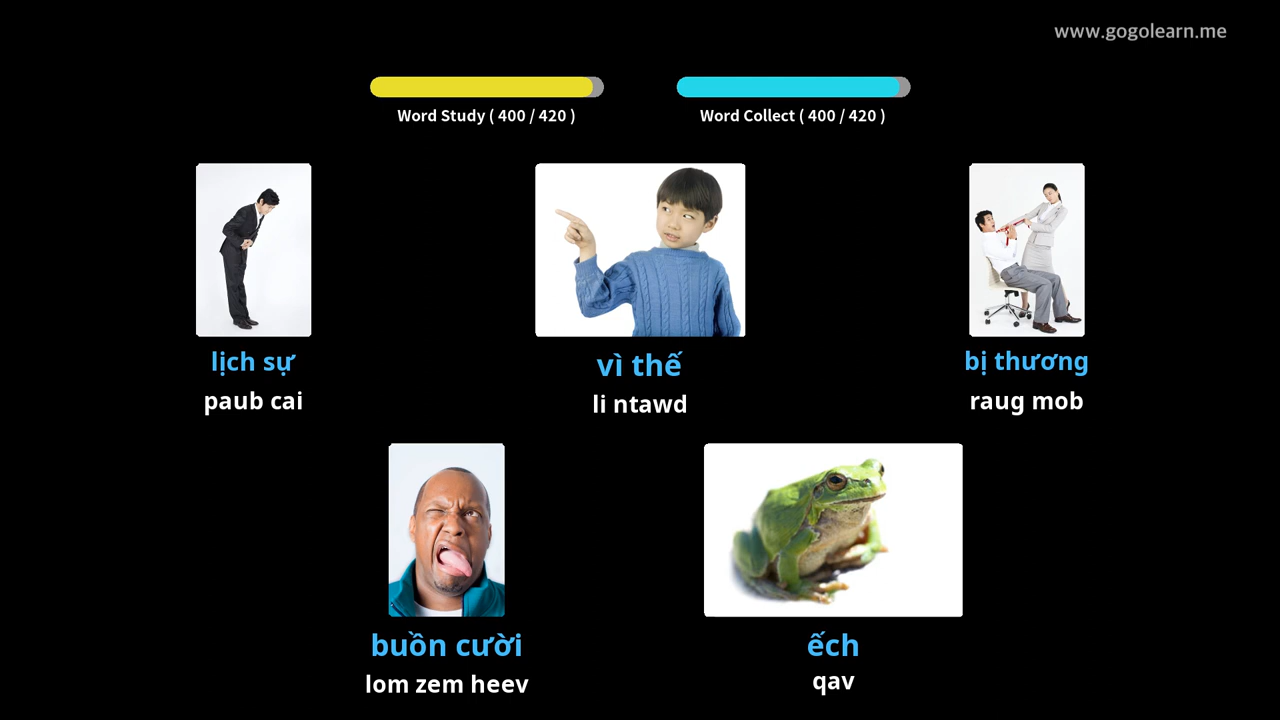 www.gogolearn.me
Word Study ( 400 / 420 )
Word Collect ( 400 / 420 )
lịch sự
paub cai
vì thế
li ntawd
bị thương
raug mob
buồn cười
lom zem heev
ếch
qav